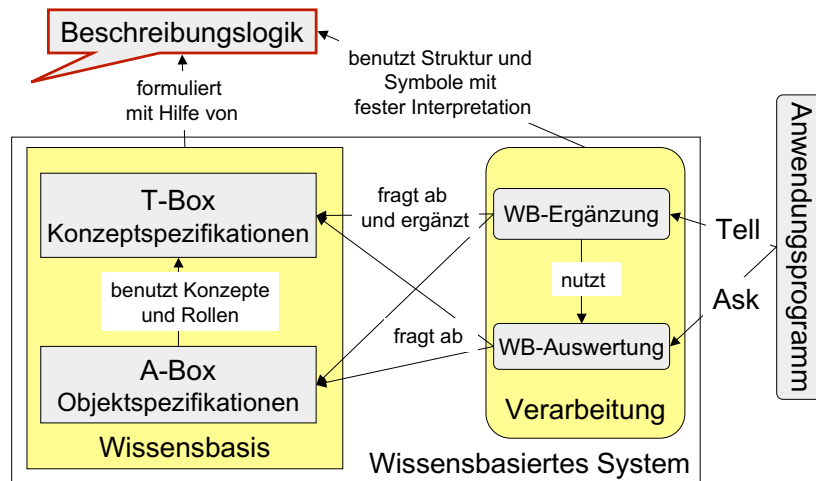 Beschreibungslogik
benutzt Struktur und
Symbole mit
fester Interpretation
formuliert
mit Hilfe von
T-Box
Konzeptspezifikationen
fragt ab
und ergänzt
WB-Ergänzung
Tell
Anwendungsprogramm
benutzt Konzepte
und Rollen
nutzt
Ask
fragt ab
WB-Auswertung
A-Box
Objektspezifikationen
Verarbeitung
Wissensbasis
Wissensbasiertes System